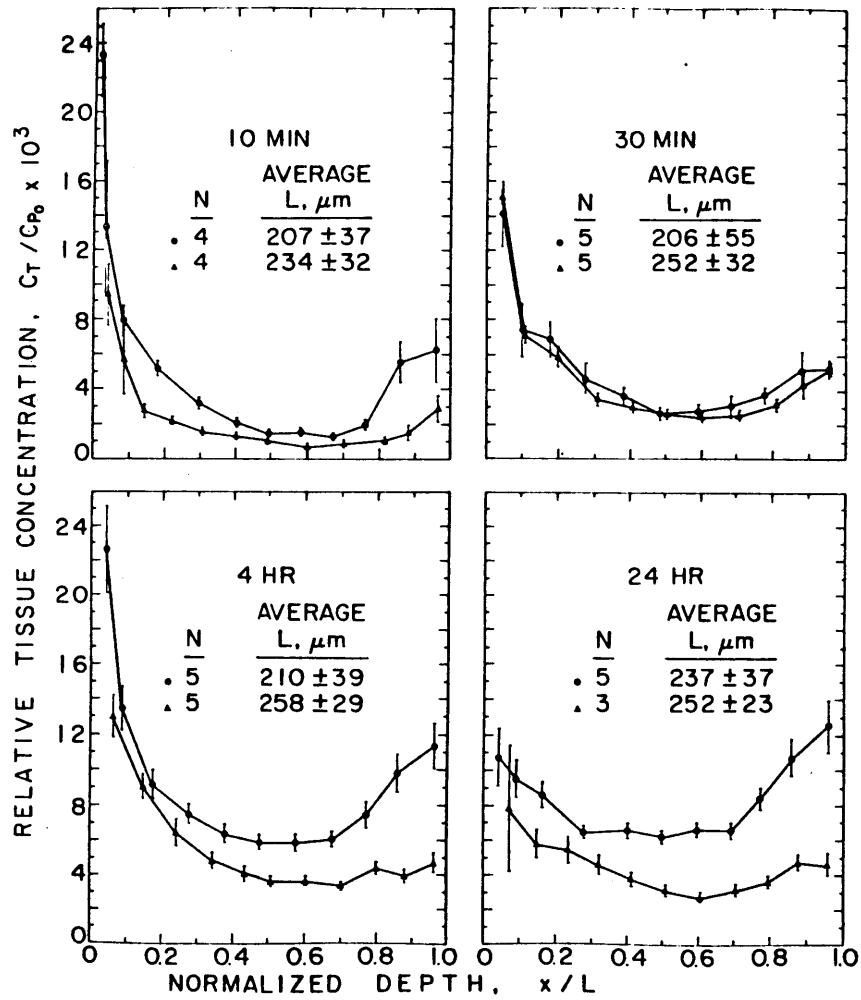 RELATIVE TISSUE CONCENTRATION, C_T/C_P₀ x 10³
24
20
16
12
8
4
0
10 MIN
AVERAGE
N L, μm
• 4 207 ±37
▲ 4 234 ±32
30 MIN
AVERAGE
N L, μm
• 5 206 ±55
▲ 5 252 ±32
24
20
16
12
8
4
0
4 HR
AVERAGE
N L, μm
• 5 210 ±39
▲ 5 258 ±29
24 HR
AVERAGE
N L, μm
• 5 237 ±37
▲ 3 252 ±23
0 0.2 0.4 0.6 0.8 1.0
0 0.2 0.4 0.6 0.8 1.0
NORMALIZED DEPTH, x/L